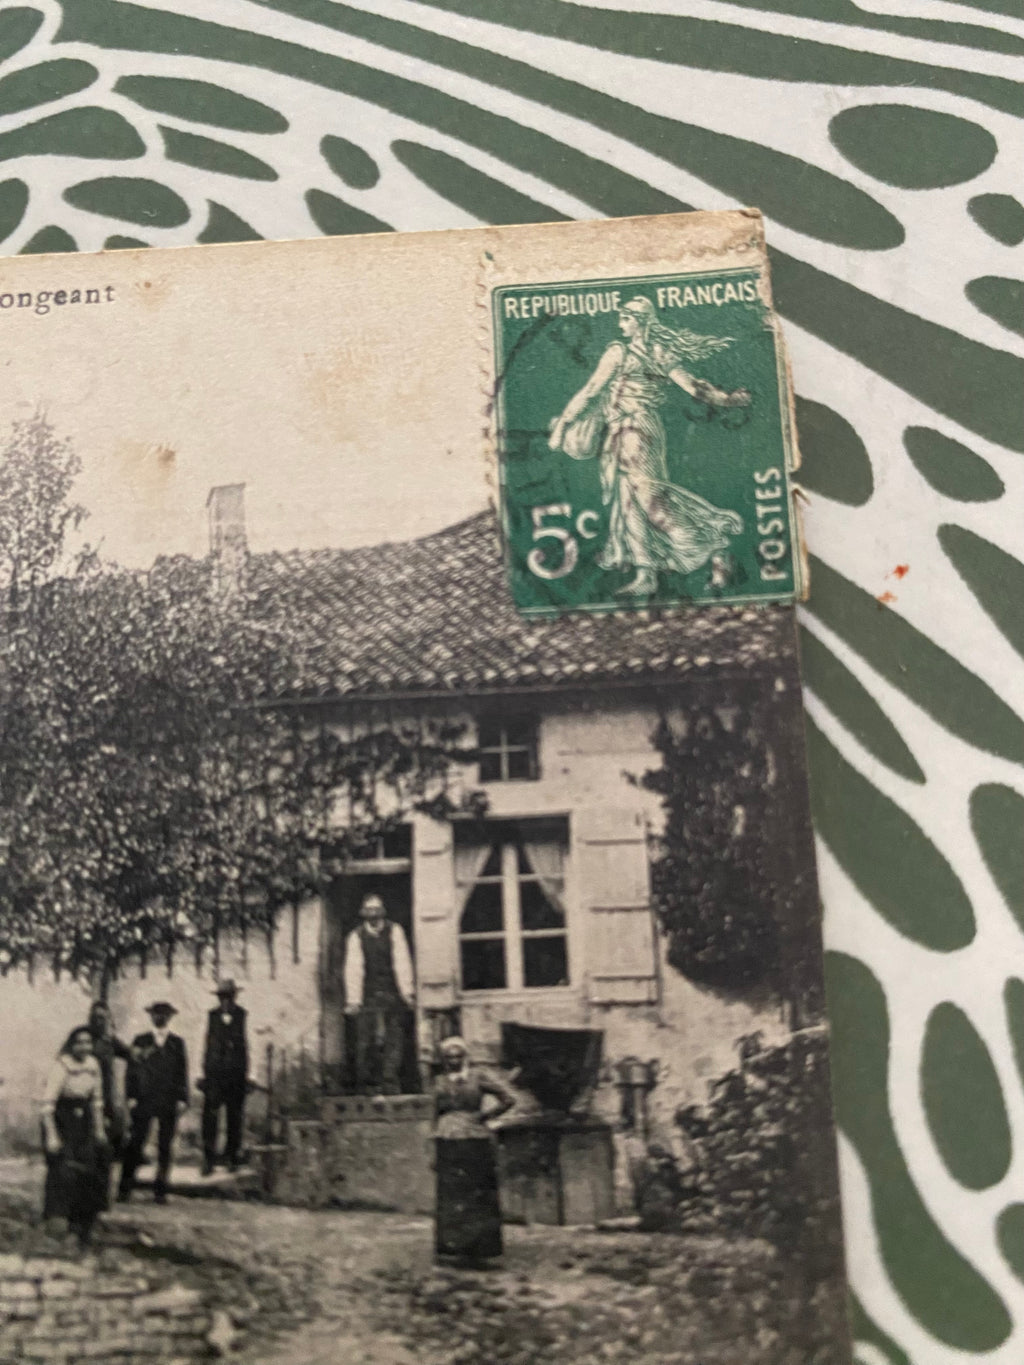 ongeant
REPUBLIQUE FRANÇAIS
5c
POSTES